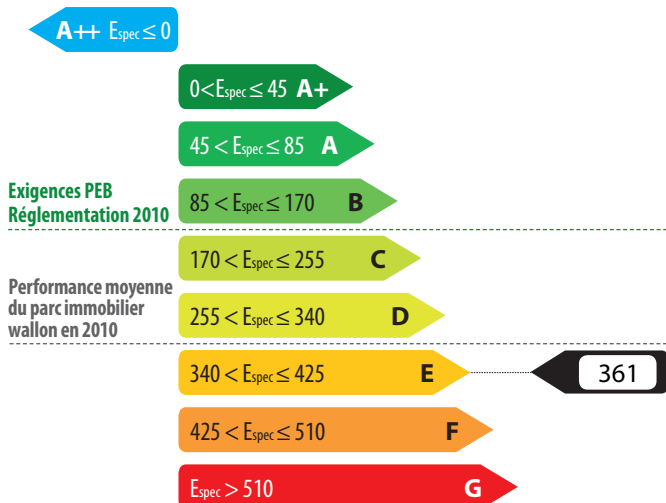 A++ Espec ≤ 0
0<Espec ≤ 45 A+
45 < Espec ≤ 85 A
Exigences PEB
Réglementation 2010
85 < Espec ≤ 170 B
170 < Espec ≤ 255 C
Performance moyenne
du parc immobilier
wallon en 2010
255 < Espec ≤ 340 D
340 < Espec ≤ 425 E 361
425 < Espec ≤ 510 F
Espec > 510 G